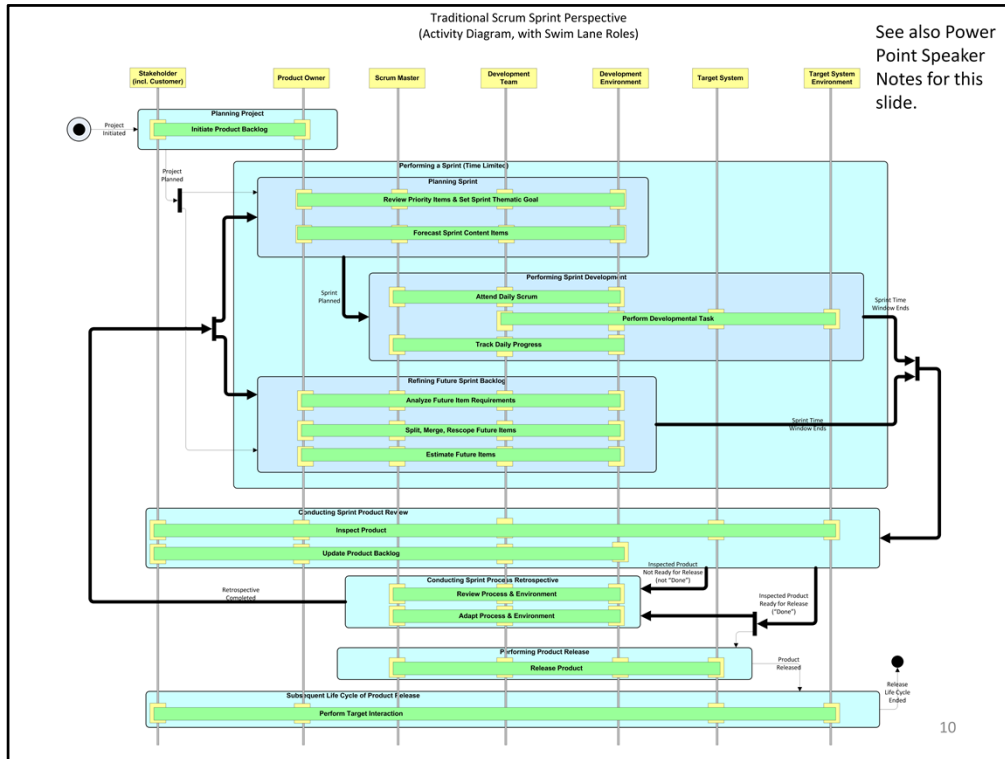 Traditional Scrum Sprint Perspective
(Activity Diagram, with Swim Lane Roles)
See also Power
Point Speaker
Notes for this
slide.
Stakeholder
(incl. Customer)
Product Owner
Scrum Master
Development
Team
Development
Environment
Target System
Target System
Environment
Planning Project
Project
Initiated
Initiate Product Backlog
Project
Planned
Performing a Sprint (Time Limited)
Planning Sprint
Review Priority Items & Set Sprint Thematic Goal
Forecast Sprint Content Items
Sprint
Planned
Performing Sprint Development
Attend Daily Scrum
Perform Developmental Task
Track Daily Progress
Sprint Time
Window Ends
Refining Future Sprint Backlog
Analyze Future Item Requirements
Split, Merge, Rescope Future Items
Estimate Future Items
Sprint Time
Window Ends
Conducting Sprint Product Review
Inspect Product
Update Product Backlog
Inspected Product
Not Ready for Release
(not "Done")
Inspected Product
Ready for Release
("Done")
Conducting Sprint Process Retrospective
Review Process & Environment
Adapt Process & Environment
Retrospective
Completed
Performing Product Release
Release Product
Product
Released
Release
Life Cycle
Ended
Subsequent Life Cycle of Product Release
Perform Target Interaction
10